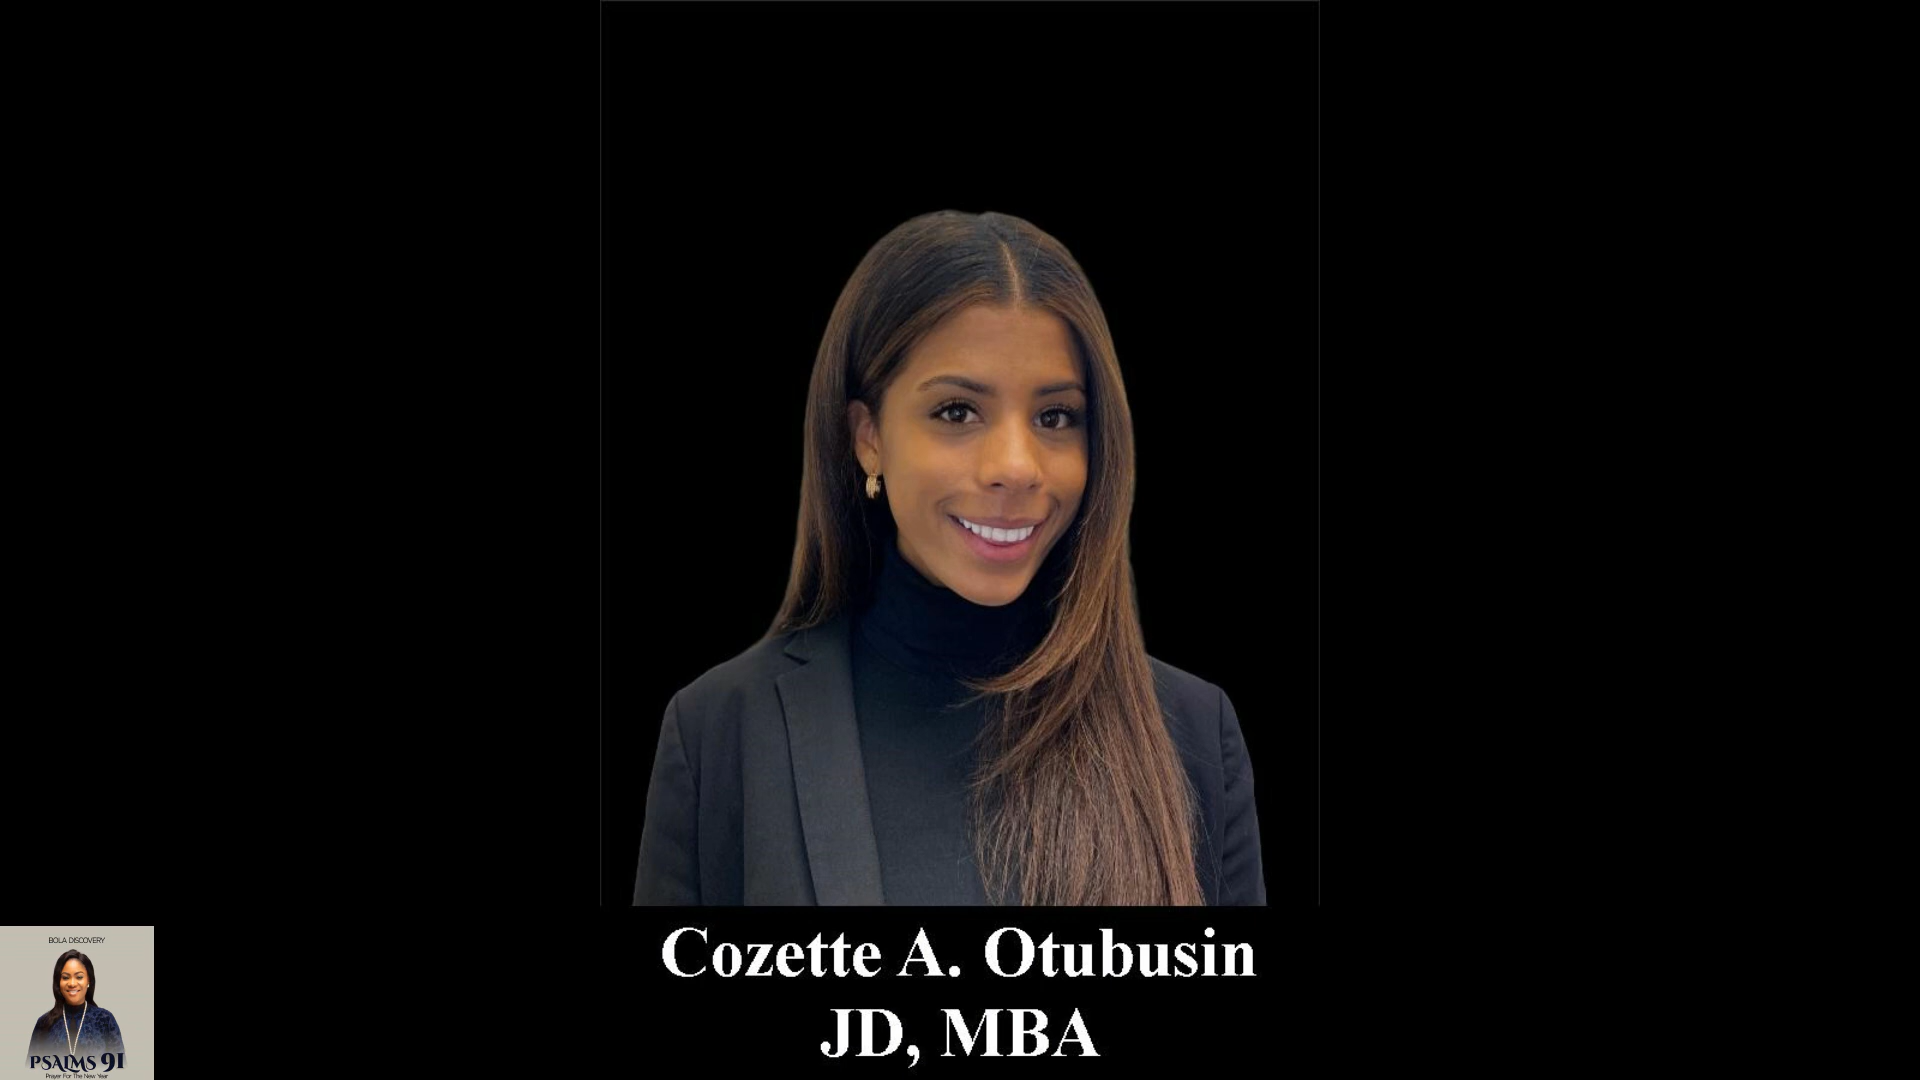 Cozette A. Otubusin
JD, MBA
BOLA DISCOVERY
PSALMS 91
Prayer For The New Year